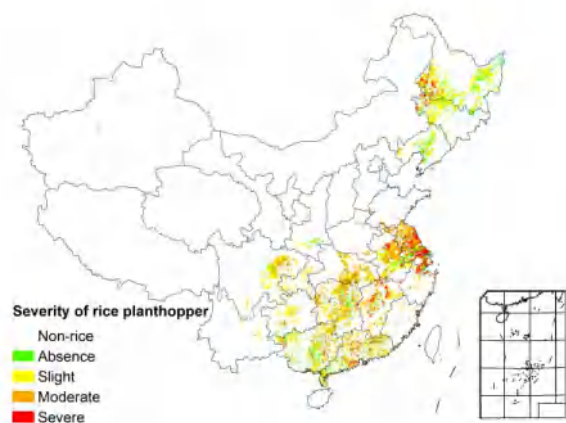 Severity of rice planthopper
Non-rice
Absence
Slight
Moderate
Severe